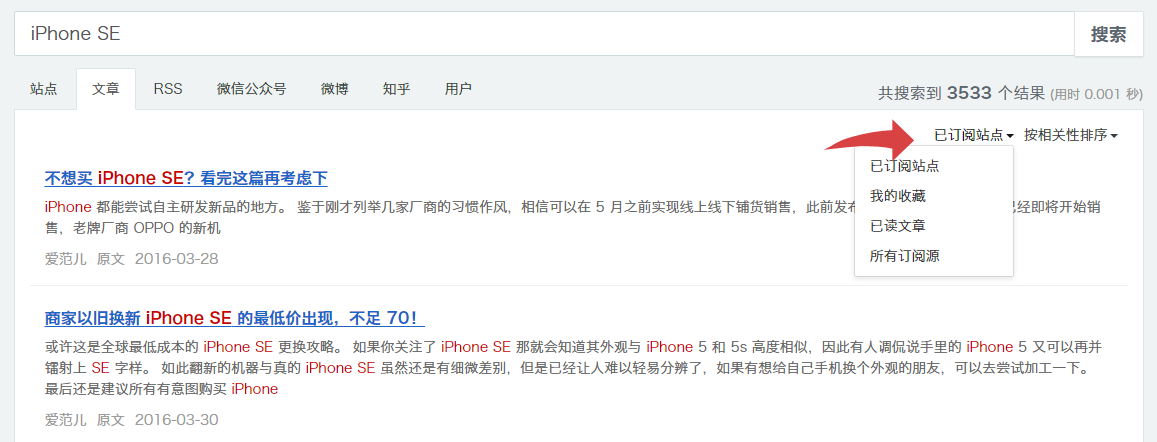 iPhone SE
搜索
站点
文章
RSS
微信公众号
微博
知乎
用户
共搜索到 3533 个结果 (用时 0.001 秒)
已订阅站点
按相关性排序
已订阅站点
我的收藏
已读文章
所有订阅源
不想买 iPhone SE? 看完这篇再考虑下
iPhone 都能尝试自主研发新品的地方。 鉴于刚才列举几家厂商的习惯作风，相信可以在 5 月之前实现线上线下铺货销售，此前发布 已经即将开始销
售，老牌厂商 OPPO 的新机
爱范儿 原文 2016-03-28
商家以旧换新 iPhone SE 的最低价出现，不足 70！
或许这是全球最低成本的 iPhone SE 更换攻略。 如果你关注了 iPhone SE 那就会知道其外观与 iPhone 5 和 5s 高度相似，因此有人调侃说手里的 iPhone 5 又可以再并
镭射上 SE 字样。 如此翻新的机器与真的 iPhone SE 虽然还是有细微差别，但是已经让人难以轻易分辨了，如果有想给自己手机换个外观的朋友，可以去尝试加工一下。
最后还是建议所有有意图购买 iPhone
爱范儿 原文 2016-03-30